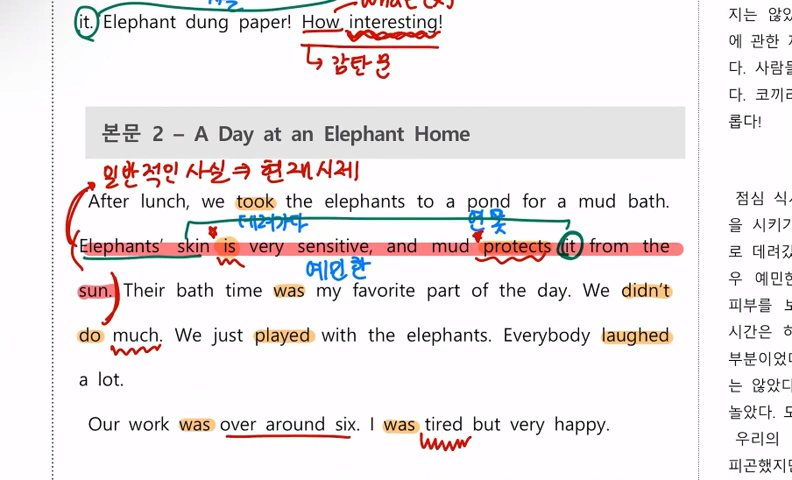 it. Elephant dung paper! How interesting!
↳ 감탄문
본문 2 – A Day at an Elephant Home
일반적인 사실 ⇒ 현재시제
After lunch, we took the elephants to a pond for a mud bath.
데려가다 연못
Elephants’ skin is very sensitive, and mud protects it from the
예민한
sun. Their bath time was my favorite part of the day. We didn’t
do much. We just played with the elephants. Everybody laughed
a lot.
Our work was over around six. I was tired but very happy.
지는 않았
에 관한
다. 사람들
다. 코끼리
롭다!
점심 식
을 시키기
로 데려갔
우 예민한
피부를 보
시간은 하
부분이었다
는 않았다
놀았다. 모
우리의
피곤했지만